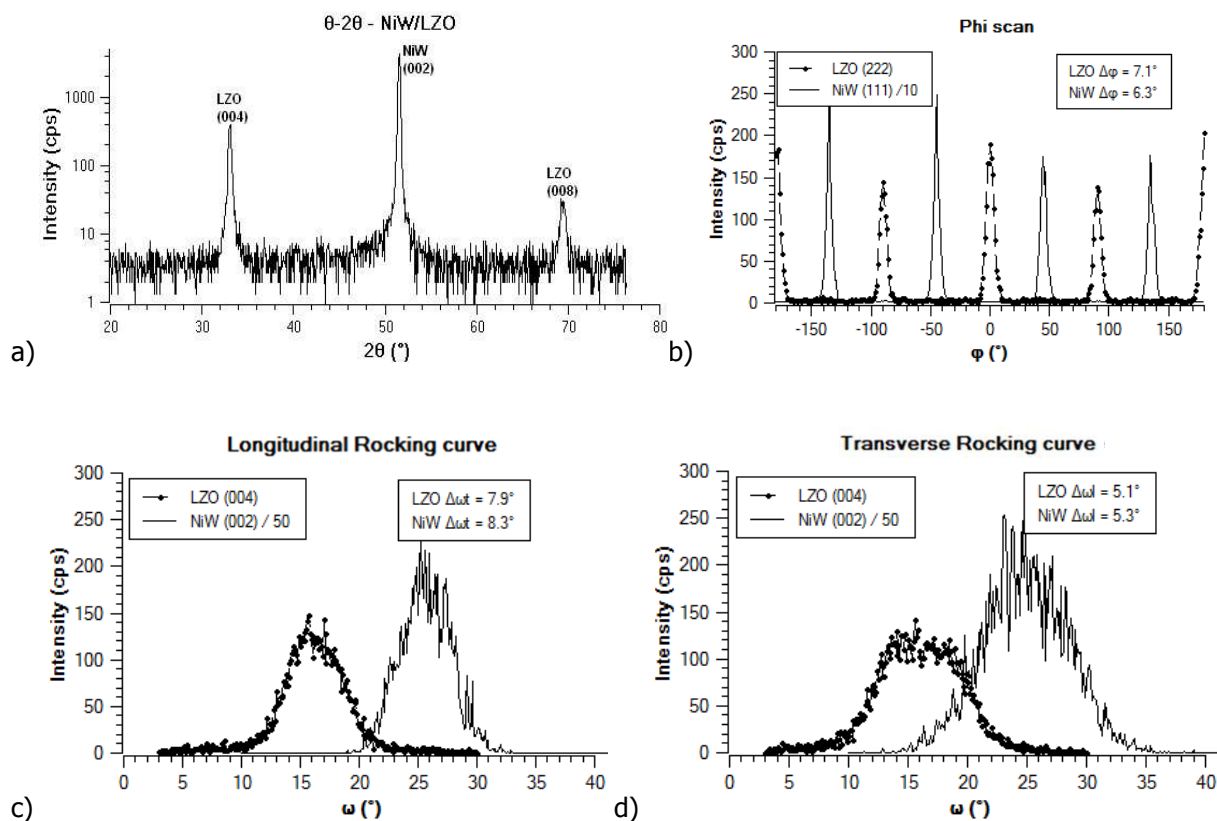 θ-2θ - NiW/LZO
NiW
(002)
LZO
(004)
LZO
(008)
1000
100
10
1
Intensity (cps)
20 30 40 50 60 70 80
2θ (°)
a)
Phi scan
LZO (222)
NiW (111) /10
LZO Δφ = 7.1°
NiW Δφ = 6.3°
300
250
200
150
100
50
0
Intensity (cps)
-150 -100 -50 0 50 100 150
φ (°)
b)
Longitudinal Rocking curve
LZO (004)
NiW (002) / 50
LZO Δωt = 7.9°
NiW Δωt = 8.3°
300
250
200
150
100
50
0
Intensity (cps)
0 5 10 15 20 25 30 35 40
ω (°)
c)
Transverse Rocking curve
LZO (004)
NiW (002) / 50
LZO Δωl = 5.1°
NiW Δωl = 5.3°
300
250
200
150
100
50
0
Intensity (cps)
0 5 10 15 20 25 30 35 40
ω (°)
d)